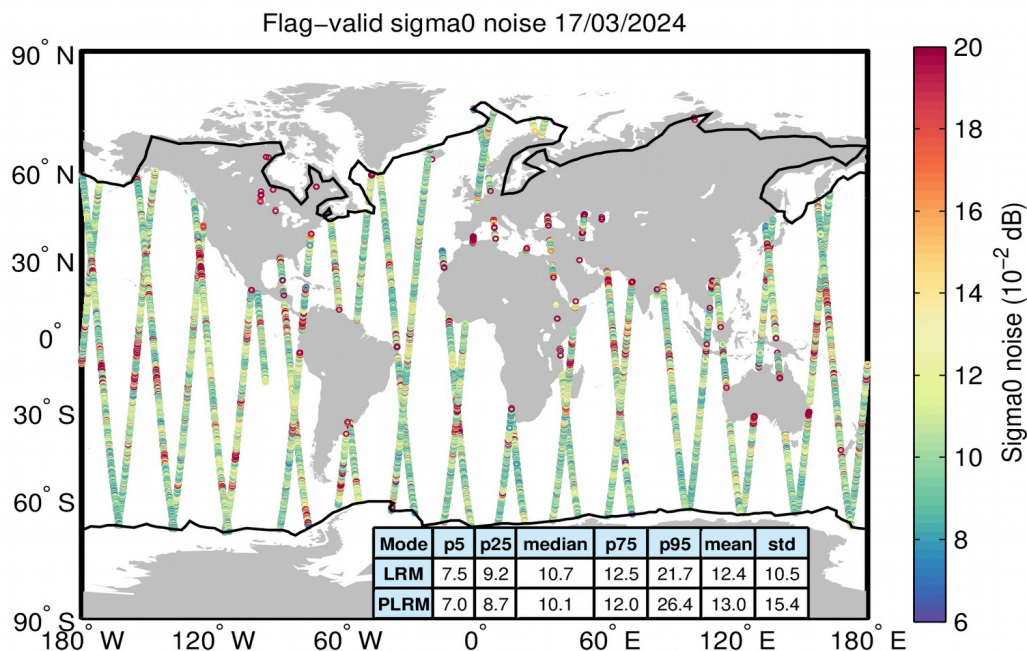 Flag−valid sigma0 noise 17/03/2024
90° N
60° N
30° N
0°
30° S
60° S
90° S
180° W
120° W
60° W
0°
60° E
120° E
180° E
Mode p5 p25 median p75 p95 mean std
LRM 7.5 9.2 10.7 12.5 21.7 12.4 10.5
PLRM 7.0 8.7 10.1 12.0 26.4 13.0 15.4
20
18
16
14
12
10
8
6
Sigma0 noise (10⁻² dB)